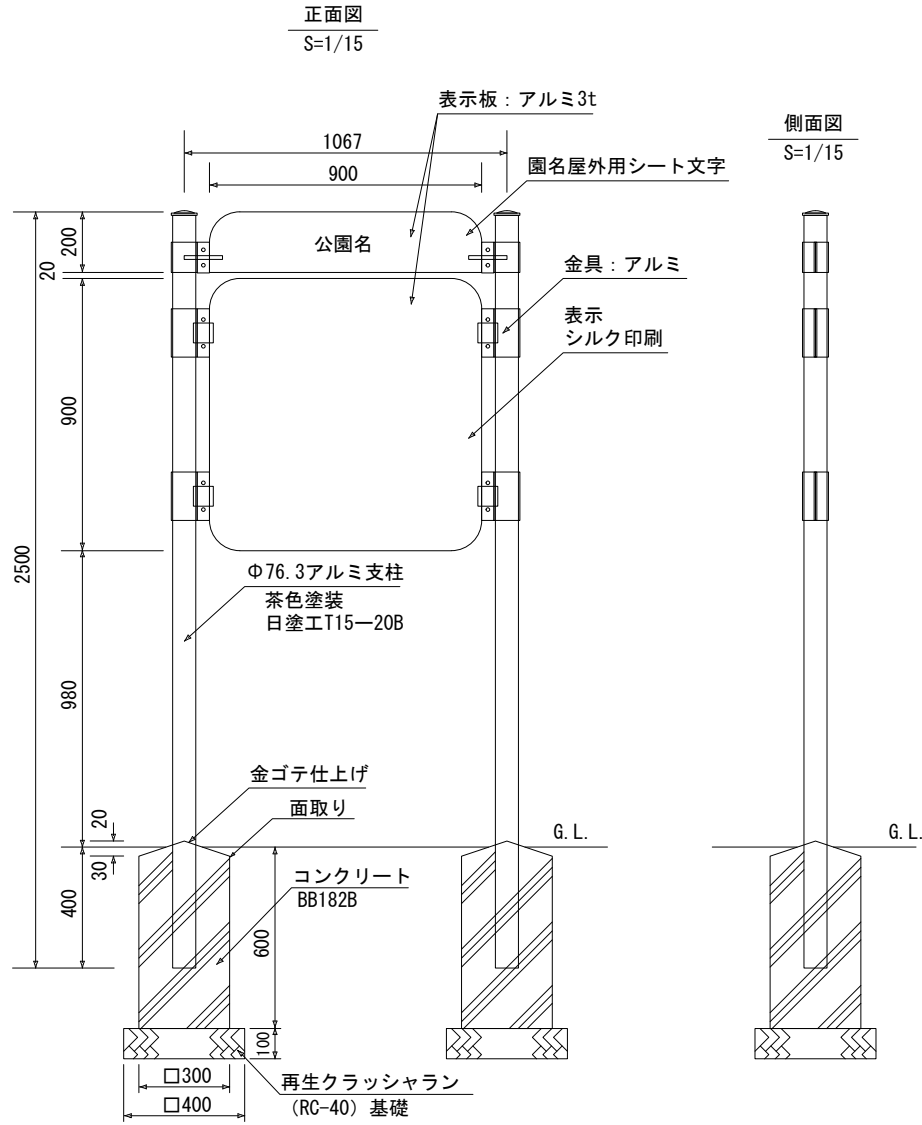 正面図
S=1/15
表示板：アルミ3t
側面図
S=1/15
1067
900
園名屋外用シート文字
200
公園名
20
金具：アルミ
表示
シルク印刷
900
2500
Φ76.3アルミ支柱
茶色塗装
日塗工T15―20B
980
金ゴテ仕上げ
20
面取り
G.L.
G.L.
30
400
コンクリート
BB182B
600
100
□300
再生クラッシャラン
(RC-40) 基礎
□400